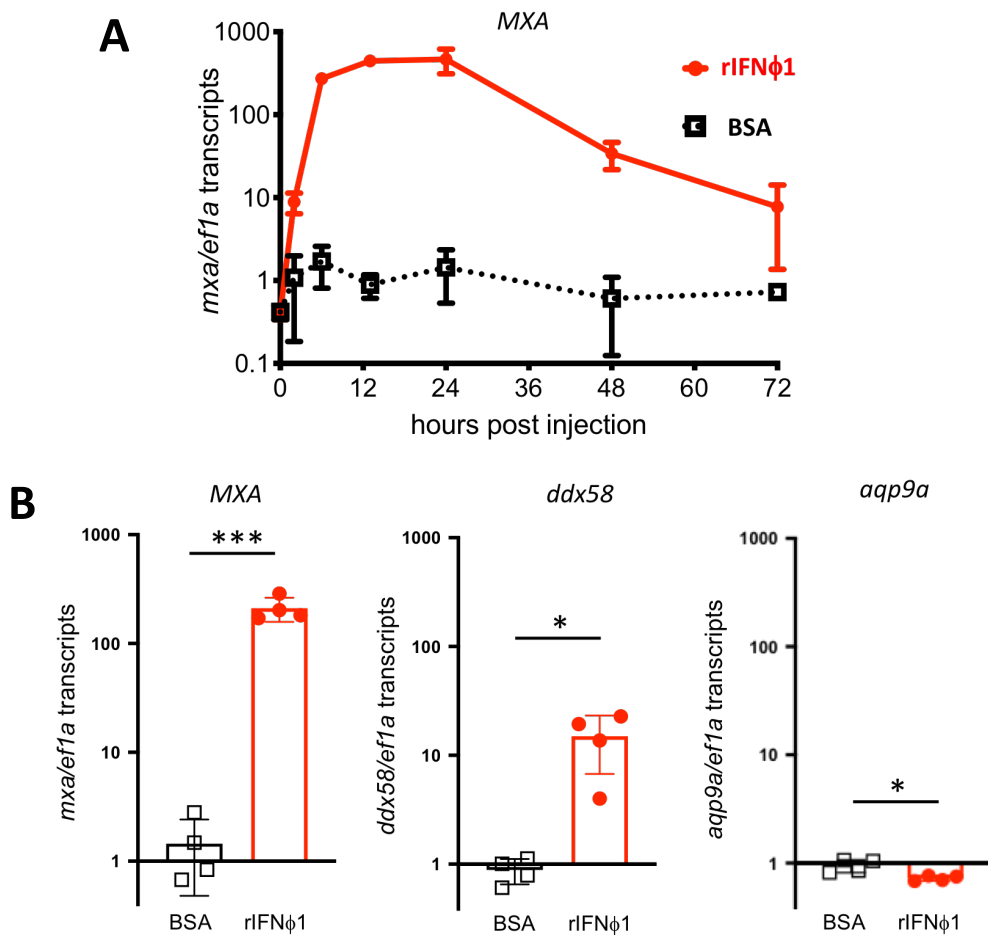 A
MXA
mxa/ef1a transcripts
1000
100
10
1
0.1
0 12 24 36 48 60 72
hours post injection
rIFNϕ1
BSA
B
MXA
mxa/ef1a transcripts
1000
100
10
1
***
BSA rIFNϕ1
ddx58
ddx58/ef1a transcripts
1000
100
10
1
*
BSA rIFNϕ1
aqp9a
aqp9a/ef1a transcripts
1000
100
10
1
*
BSA rIFNϕ1